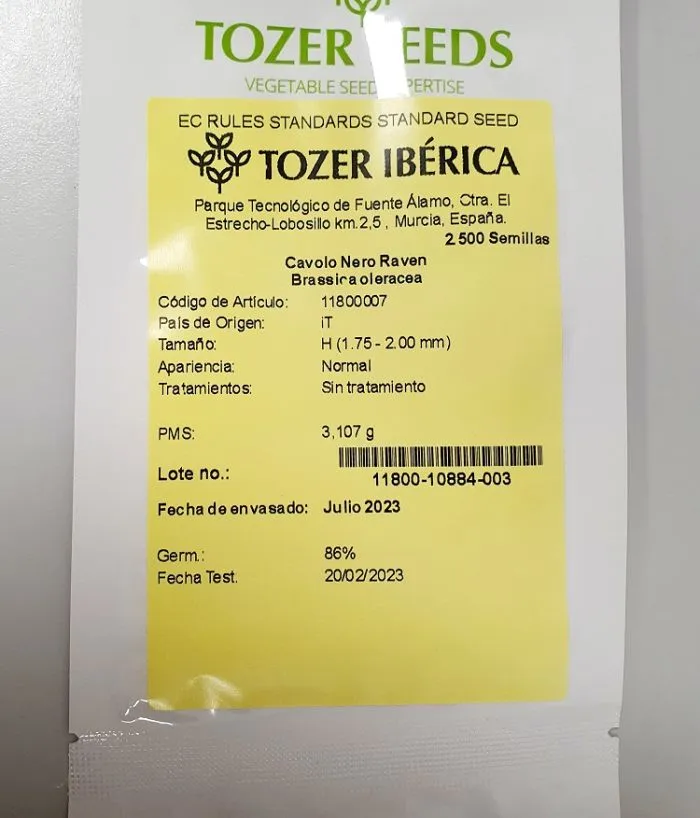 TOZER SEEDS
VEGETABLE SEED EXPERTISE
EC RULES STANDARDS STANDARD SEED
TOZER IBÉRICA
Parque Tecnológico de Fuente Álamo, Ctra. El
Estrecho-Lobosillo km.2,5 , Murcia, España.
2.500 Semillas
Cavolo Nero Raven
Brassica oleracea
Código de Artículo: 11800007
País de Origen: iT
Tamaño: H (1.75 - 2.00 mm)
Apariencia: Normal
Tratamientos: Sin tratamiento
PMS: 3,107 g
Lote no.: 11800-10884-003
Fecha de envasado: Julio 2023
Germ.: 86%
Fecha Test. 20/02/2023